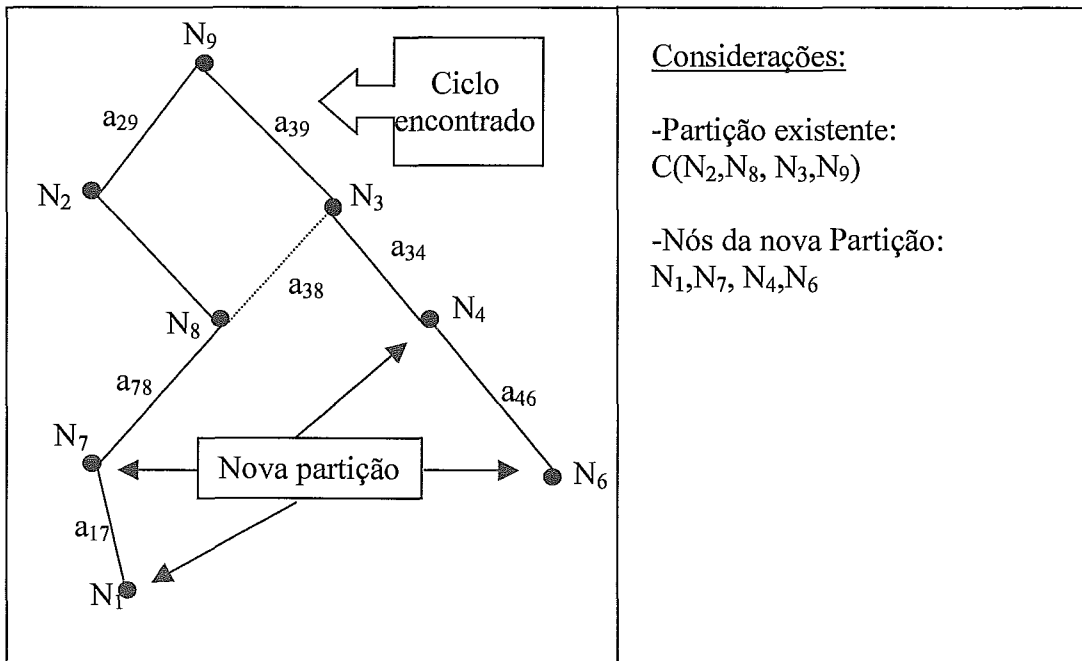 N₉
Ciclo
encontrado
a₂₉
a₃₉
N₂
N₃
a₃₄
a₃₈
N₈
N₄
a₇₈
a₄₆
N₇
Nova partição
N₆
a₁₇
N₁
Considerações:
-Partição existente:
C(N₂,N₈, N₃,N₉)
-Nós da nova Partição:
N₁,N₇, N₄,N₆